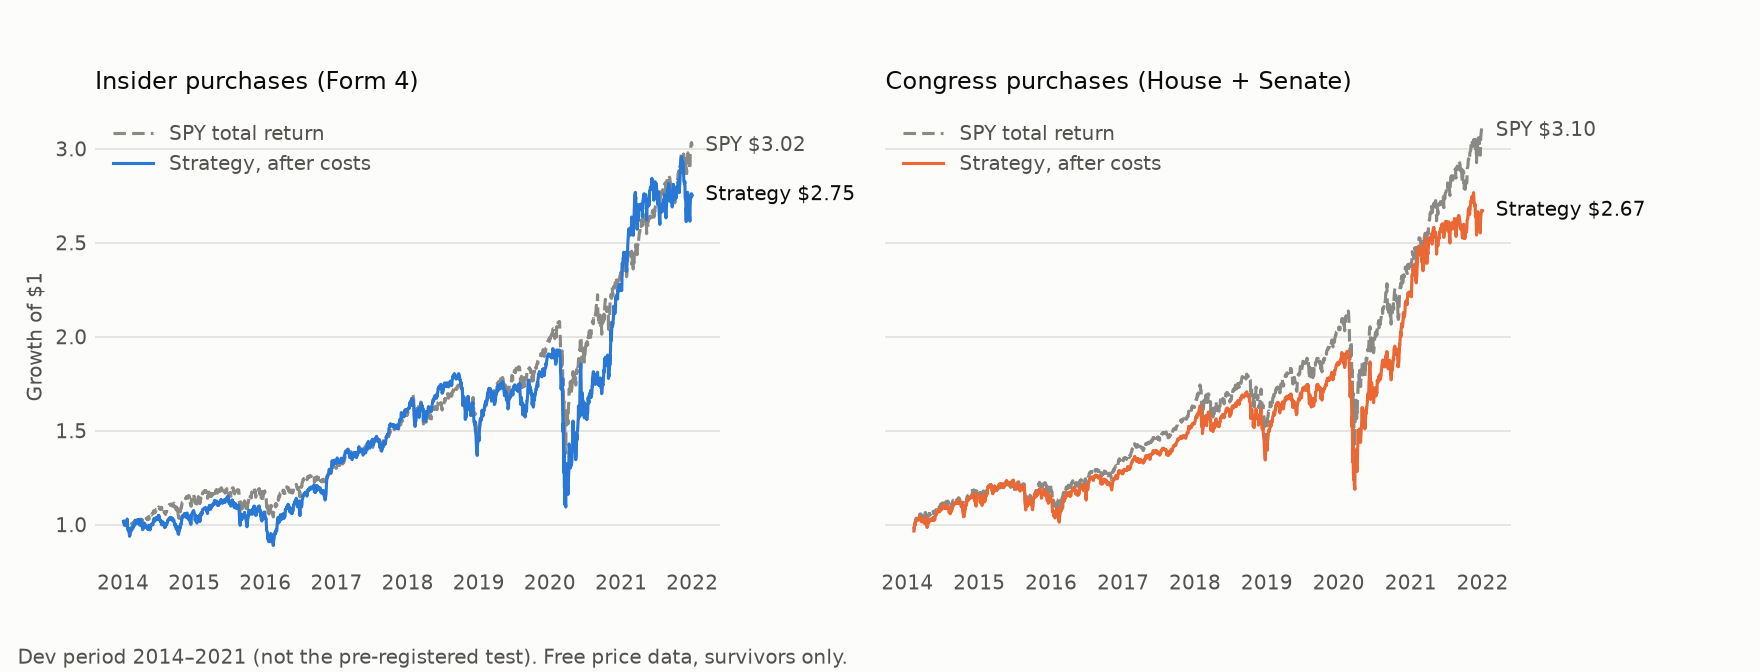 Insider purchases (Form 4)
SPY total return
Strategy, after costs
SPY $3.02
Strategy $2.75
Growth of $1
3.0
2.5
2.0
1.5
1.0
2014 2015 2016 2017 2018 2019 2020 2021 2022
Congress purchases (House + Senate)
SPY total return
Strategy, after costs
SPY $3.10
Strategy $2.67
2014 2015 2016 2017 2018 2019 2020 2021 2022
Dev period 2014–2021 (not the pre-registered test). Free price data, survivors only.